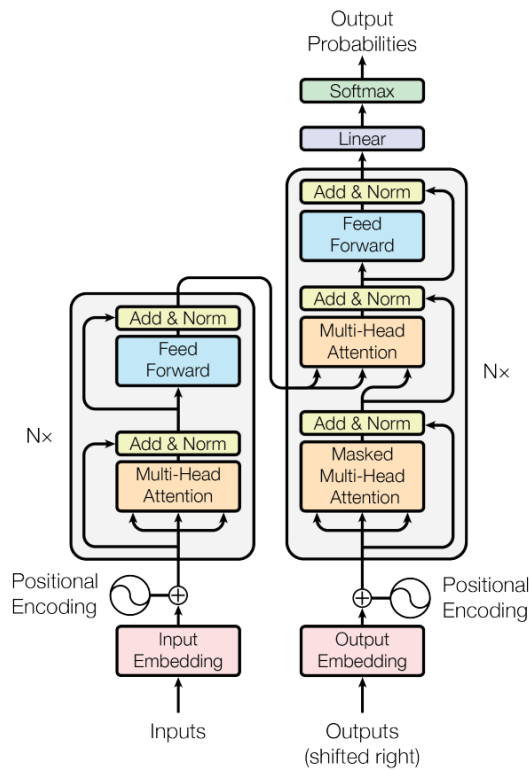 Output
Probabilities
Softmax
Linear
Add & Norm
Feed
Forward
Add & Norm
Multi-Head
Attention
Add & Norm
Masked
Multi-Head
Attention
N×
Positional
Encoding
Output
Embedding
Outputs
(shifted right)
Add & Norm
Feed
Forward
Add & Norm
Multi-Head
Attention
N×
Positional
Encoding
Input
Embedding
Inputs